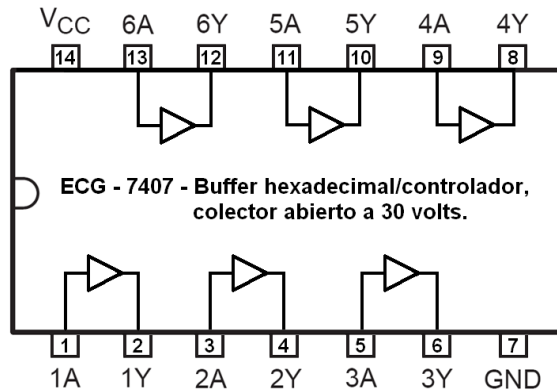 VCC 6A 6Y 5A 5Y 4A 4Y
14 13 12 11 10 9 8
ECG - 7407 - Buffer hexadecimal/controlador,
colector abierto a 30 volts.
1 2 3 4 5 6 7
1A 1Y 2A 2Y 3A 3Y GND